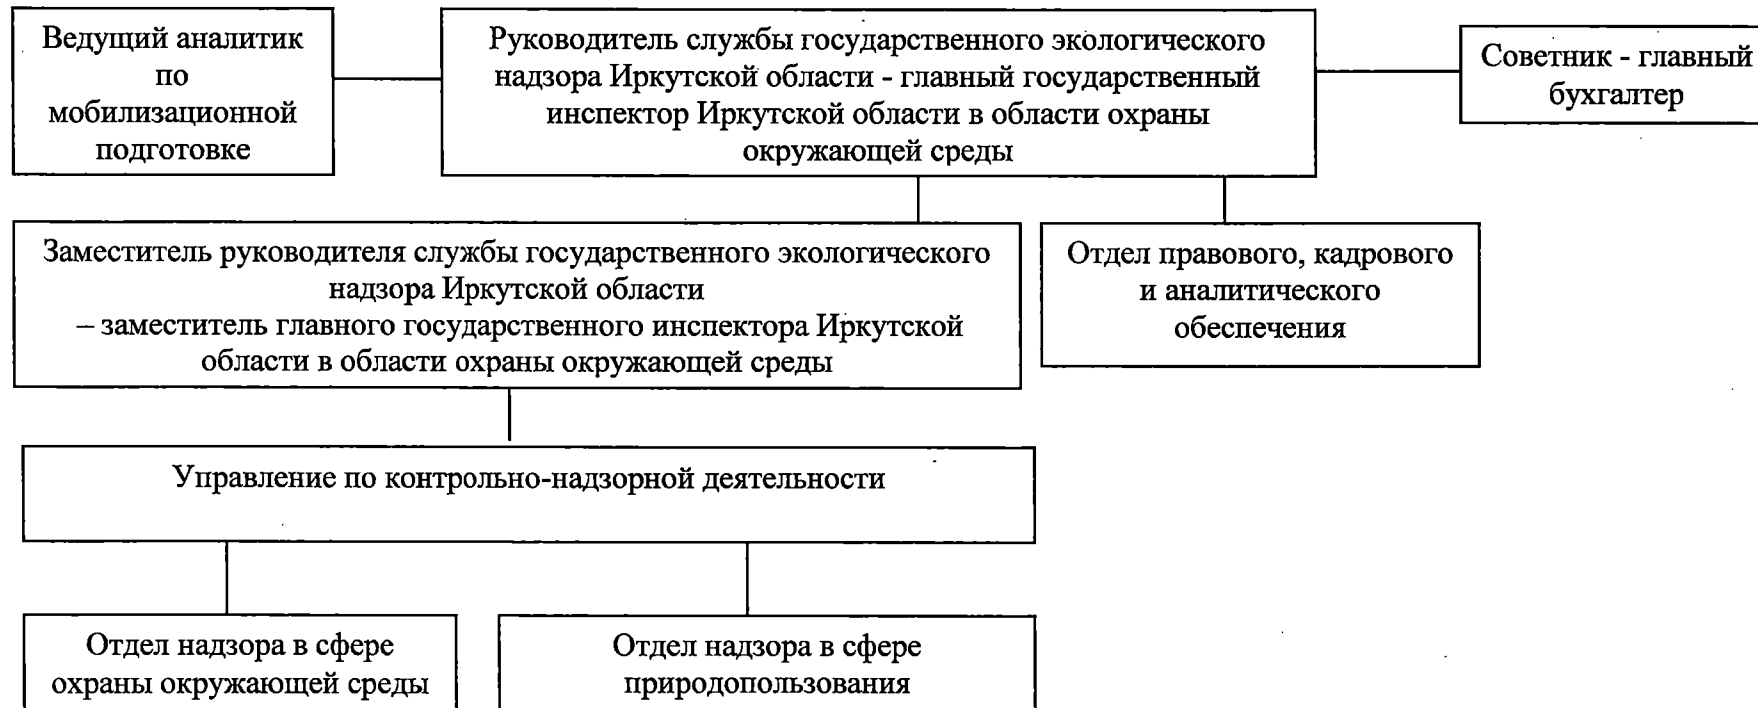 Ведущий аналитик
по
мобилизационной
подготовке
Руководитель службы государственного экологического
надзора Иркутской области - главный государственный
инспектор Иркутской области в области охраны
окружающей среды
Советник - главный
бухгалтер
Заместитель руководителя службы государственного экологического
надзора Иркутской области
– заместитель главного государственного инспектора Иркутской
области в области охраны окружающей среды
Отдел правового, кадрового
и аналитического
обеспечения
Управление по контрольно-надзорной деятельности
Отдел надзора в сфере
охраны окружающей среды
Отдел надзора в сфере
природопользования